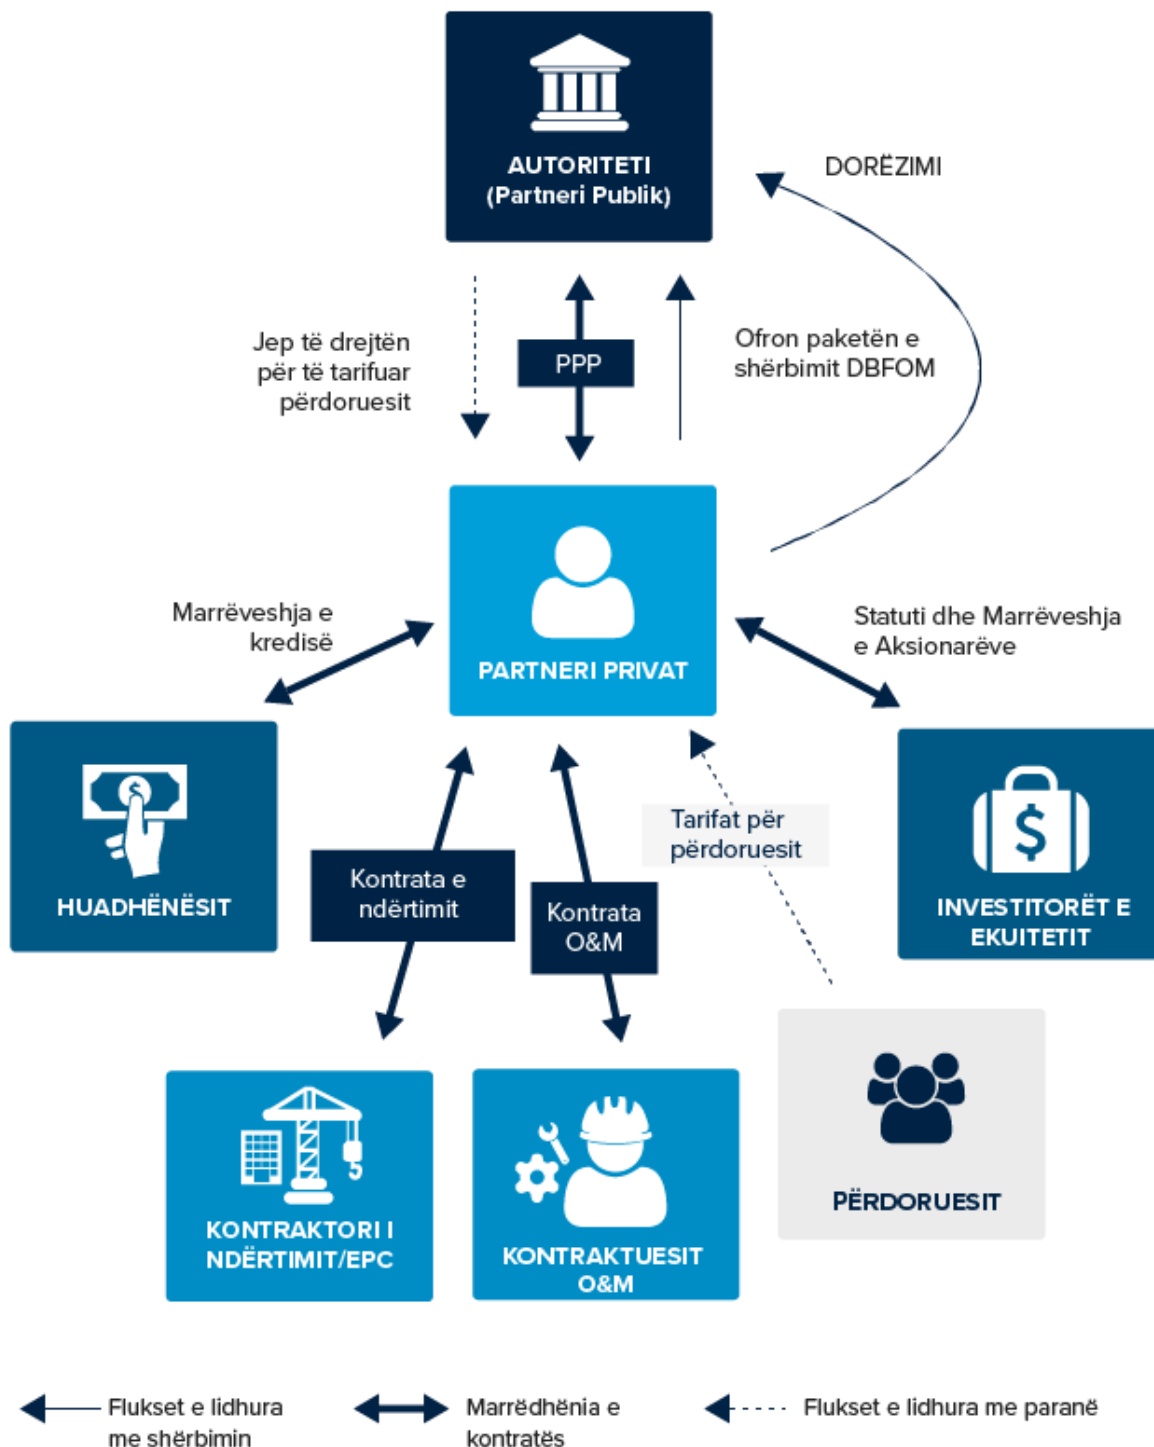 AUTORITETI
(Partneri Publik)
DORËZIMI
Jep të drejtën
për të tarifuar
përdoruesit
PPP
Ofron paketën e
shërbimit DBFOM
PARTNERI PRIVAT
Marrëveshja e
kredisë
Statuti dhe Marrëveshja
e Aksionarëve
HUADHËNËSIT
Kontrata e
ndërtimit
Kontrata
O&M
Tarifat për
përdoruesit
INVESTITORËT E
EKUITETIT
KONTRAKTORI I
NDËRTIMIT/EPC
KONTRAKTUESIT
O&M
PËRDORUESIT
Flukset e lidhura
me shërbimin
Marrëdhënia e
kontratës
Flukset e lidhura me paranë